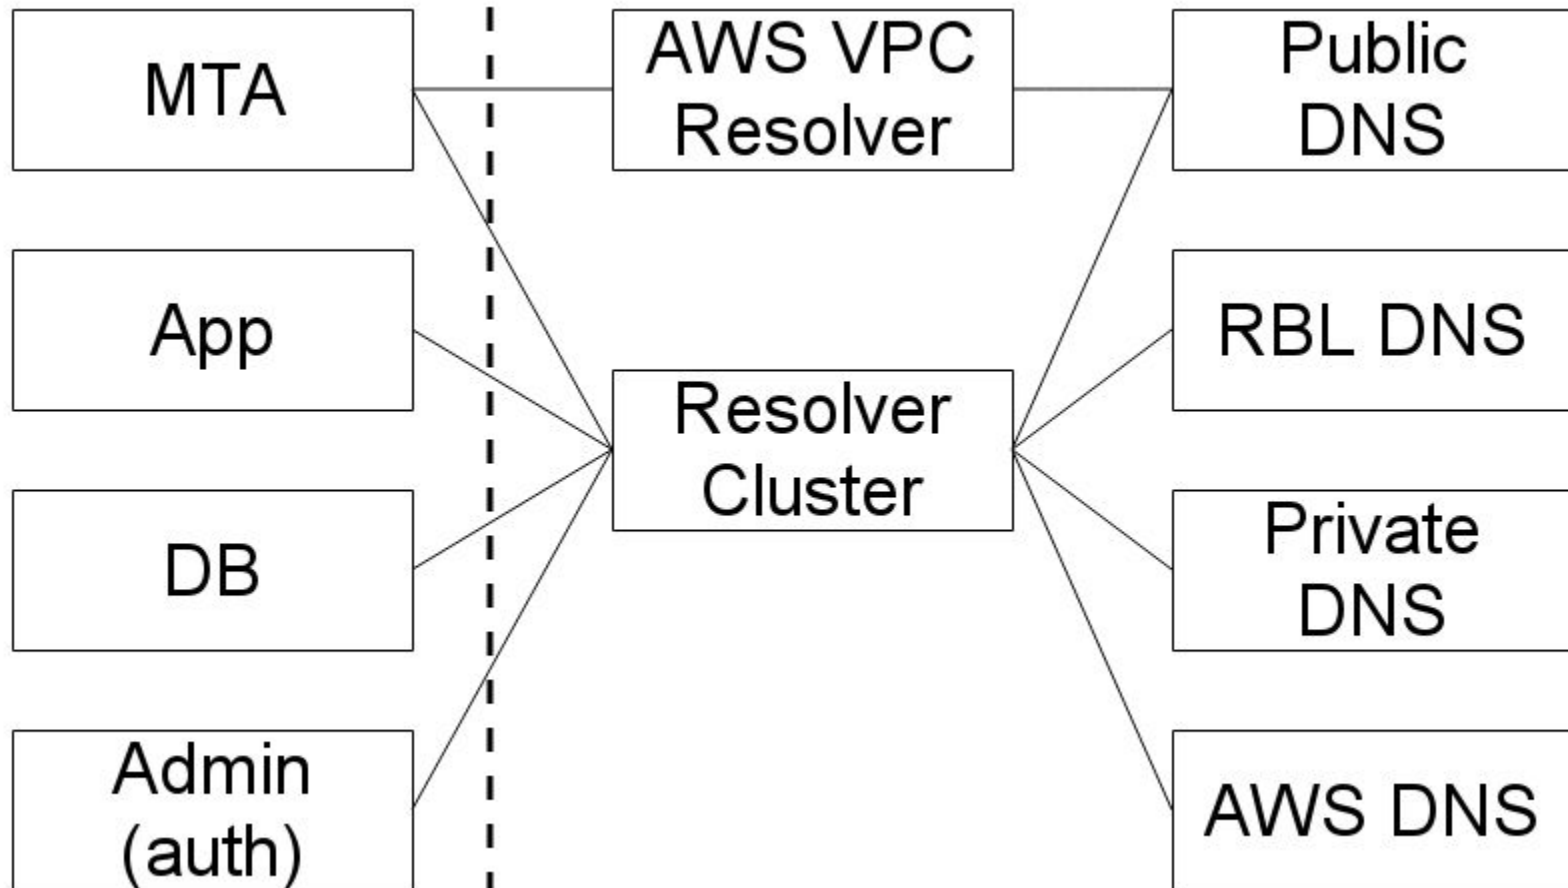 MTA
AWS VPC
Resolver
Public
DNS
App
RBL DNS
Resolver
Cluster
DB
Private
DNS
Admin
(auth)
AWS DNS